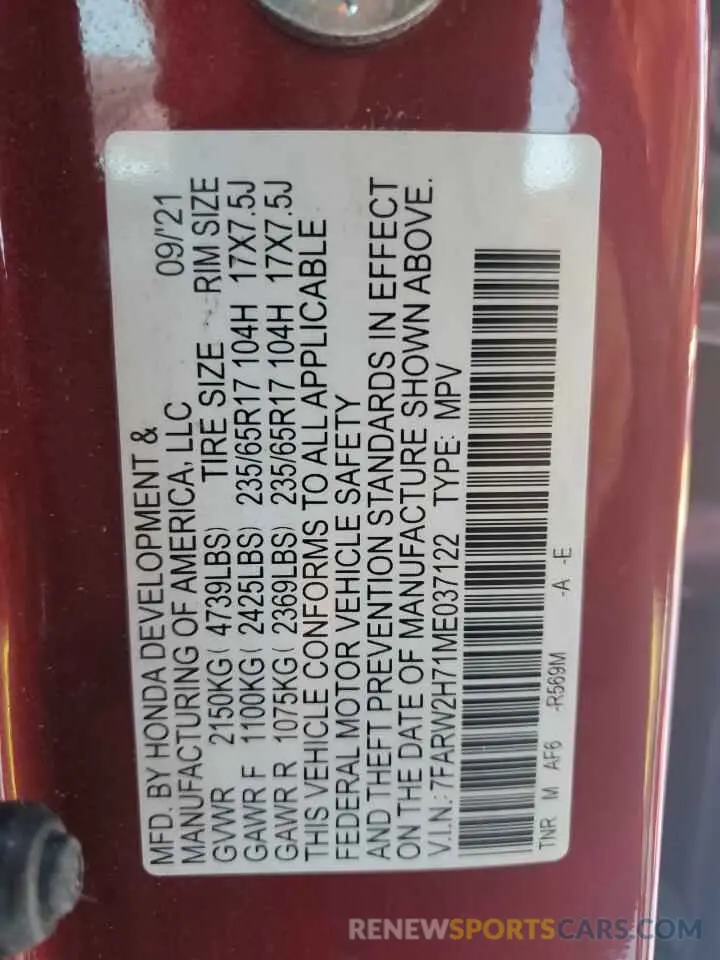 MFD. BY HONDA DEVELOPMENT &
MANUFACTURING OF AMERICA, LLC 09/'21
GVWR 2150KG( 4739LBS) TIRE SIZE RIM SIZE
GAWR F 1100KG( 2425LBS) 235/65R17 104H 17X7.5J
GAWR R 1075KG( 2369LBS) 235/65R17 104H 17X7.5J
THIS VEHICLE CONFORMS TO ALL APPLICABLE
FEDERAL MOTOR VEHICLE SAFETY
AND THEFT PREVENTION STANDARDS IN EFFECT
ON THE DATE OF MANUFACTURE SHOWN ABOVE.
V.I.N.: 7FARW2H71ME037122 TYPE: MPV
TNR M AF6 -R569M -A -E
RENEWSPORTSCARS.COM